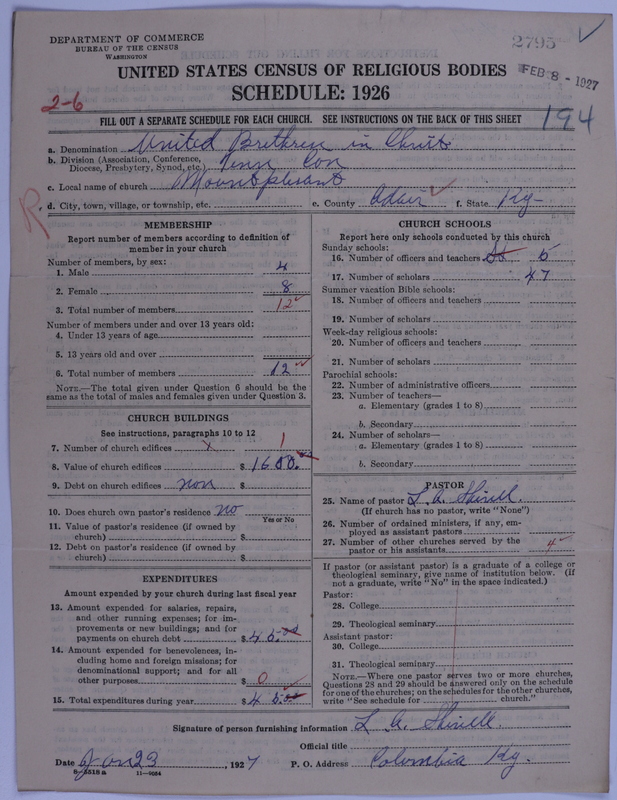 DEPARTMENT OF COMMERCE
BUREAU OF THE CENSUS
WASHINGTON
2795
UNITED STATES CENSUS OF RELIGIOUS BODIES
FEB 8 - 1927
SCHEDULE: 1926
2-6
194
FILL OUT A SEPARATE SCHEDULE FOR EACH CHURCH. SEE INSTRUCTIONS ON THE BACK OF THIS SHEET
a. Denomination United Brethren in Christ
b. Division (Association, Conference, Diocese, Presbytery, Synod, etc.) Tenn Con
c. Local name of church Mountplesant
R
d. City, town, village, or township, etc. e. County Adair f. State Ky-
MEMBERSHIP
Report number of members according to definition of
member in your church
Number of members, by sex:
1. Male 4
2. Female 8
3. Total number of members 12
Number of members under and over 13 years old:
4. Under 13 years of age
5. 13 years old and over
6. Total number of members 12
NOTE.—The total given under Question 6 should be the
same as the total of males and females given under Question 3.
CHURCH BUILDINGS
See instructions, paragraphs 10 to 12
7. Number of church edifices 1
8. Value of church edifices $1600.00
9. Debt on church edifices non $
10. Does church own pastor's residence no
Yes or No
11. Value of pastor's residence (if owned by
church) $
12. Debt on pastor's residence (if owned by
church) $
EXPENDITURES
Amount expended by your church during last fiscal year
13. Amount expended for salaries, repairs,
and other running expenses; for im-
provements or new buildings; and for
payments on church debt $45.00
14. Amount expended for benevolences, in-
cluding home and foreign missions; for
denominational support; and for all
other purposes $0
15. Total expenditures during year $45.00
CHURCH SCHOOLS
Report here only schools conducted by this church
Sunday schools:
16. Number of officers and teachers 5
17. Number of scholars 47
Summer vacation Bible schools:
18. Number of officers and teachers
19. Number of scholars
Week-day religious schools:
20. Number of officers and teachers
21. Number of scholars
Parochial schools:
22. Number of administrative officers
23. Number of teachers—
a. Elementary (grades 1 to 8)
b. Secondary
24. Number of scholars—
a. Elementary (grades 1 to 8)
b. Secondary
PASTOR
25. Name of pastor L. A.
(If church has no pastor, write "None")
26. Number of ordained ministers, if any, em-
ployed as assistant pastors
27. Number of other churches served by the
pastor or his assistants 4
If pastor (or assistant pastor) is a graduate of a college or
theological seminary, give name of institution below. (If
not a graduate, write "No" in the space indicated.)
Pastor:
28. College
29. Theological seminary
Assistant pastor:
30. College
31. Theological seminary
NOTE.—Where one pastor serves two or more churches,
Questions 28 and 29 should be answered only on the schedule
for one of the churches; on the schedules for the other churches,
write "See schedule for church."
Signature of person furnishing information L. A.
Official title
Date Jan 23, 1927 P. O. Address Columbia Ky.
8-5518a 11-9034